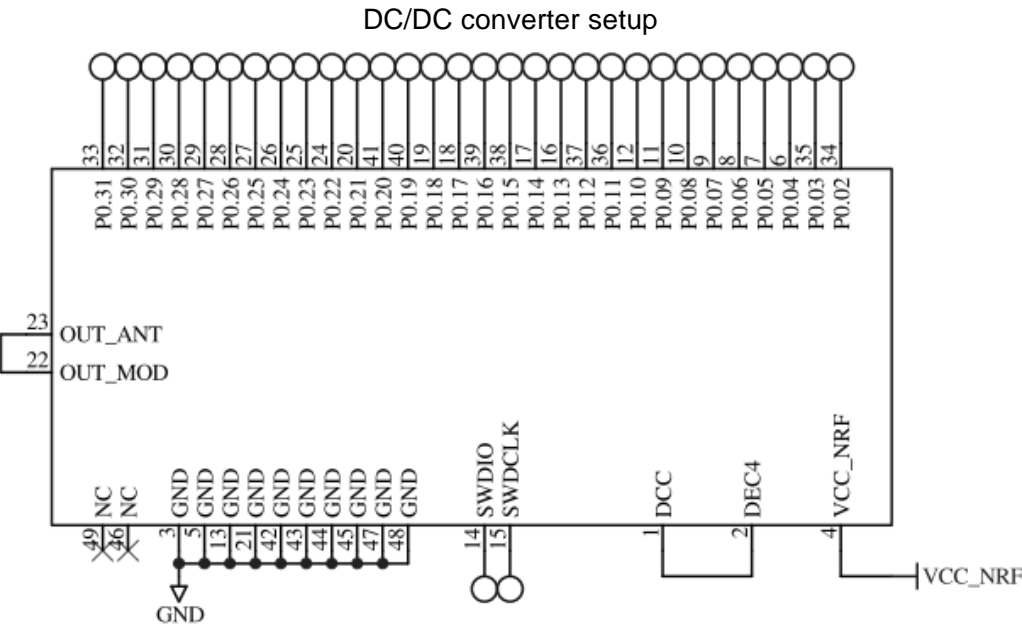 DC/DC converter setup
33 32 31 30 29 28 27 26 25 24 20 41 40 19 18 39 38 17 16 37 36 12 11 10 9 8 7 6 35 34
P0.31 P0.30 P0.29 P0.28 P0.27 P0.26 P0.25 P0.24 P0.23 P0.22 P0.21 P0.20 P0.19 P0.18 P0.17 P0.16 P0.15 P0.14 P0.13 P0.12 P0.11 P0.10 P0.09 P0.08 P0.07 P0.06 P0.05 P0.04 P0.03 P0.02
23 OUT_ANT
22 OUT_MOD
NC NC GND GND GND GND GND GND GND GND GND GND SWDIO SWDCLK DCC DEC4 VCC_NRF
49 46 3 5 13 21 42 43 44 45 47 48 14 15 1 2 4
VCC_NRF
GND